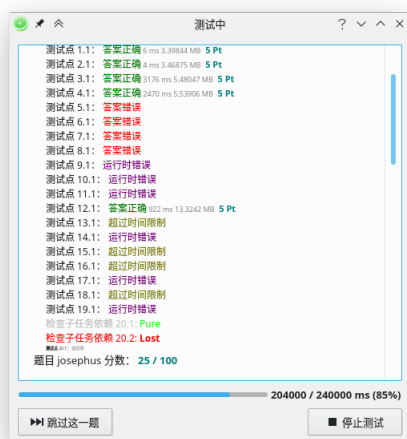 测试中
测试点 1.1: 答案正确 6 ms 3.39844 MB 5 Pt
测试点 2.1: 答案正确 4 ms 3.46875 MB 5 Pt
测试点 3.1: 答案正确 3176 ms 5.48047 MB 5 Pt
测试点 4.1: 答案正确 2470 ms 5.53906 MB 5 Pt
测试点 5.1: 答案错误
测试点 6.1: 答案错误
测试点 7.1: 答案错误
测试点 8.1: 答案错误
测试点 9.1: 运行时错误
测试点 10.1: 运行时错误
测试点 11.1: 运行时错误
测试点 12.1: 答案正确 922 ms 13.3242 MB 5 Pt
测试点 13.1: 超过时间限制
测试点 14.1: 运行时错误
测试点 15.1: 超过时间限制
测试点 16.1: 超过时间限制
测试点 17.1: 运行时错误
测试点 18.1: 超过时间限制
测试点 19.1: 运行时错误
检查子任务依赖 20.1: Pure
检查子任务依赖 20.2: Lost
题目 josephus 分数: 25 / 100
204000 / 240000 ms (85%)
跳过这一题
停止测试